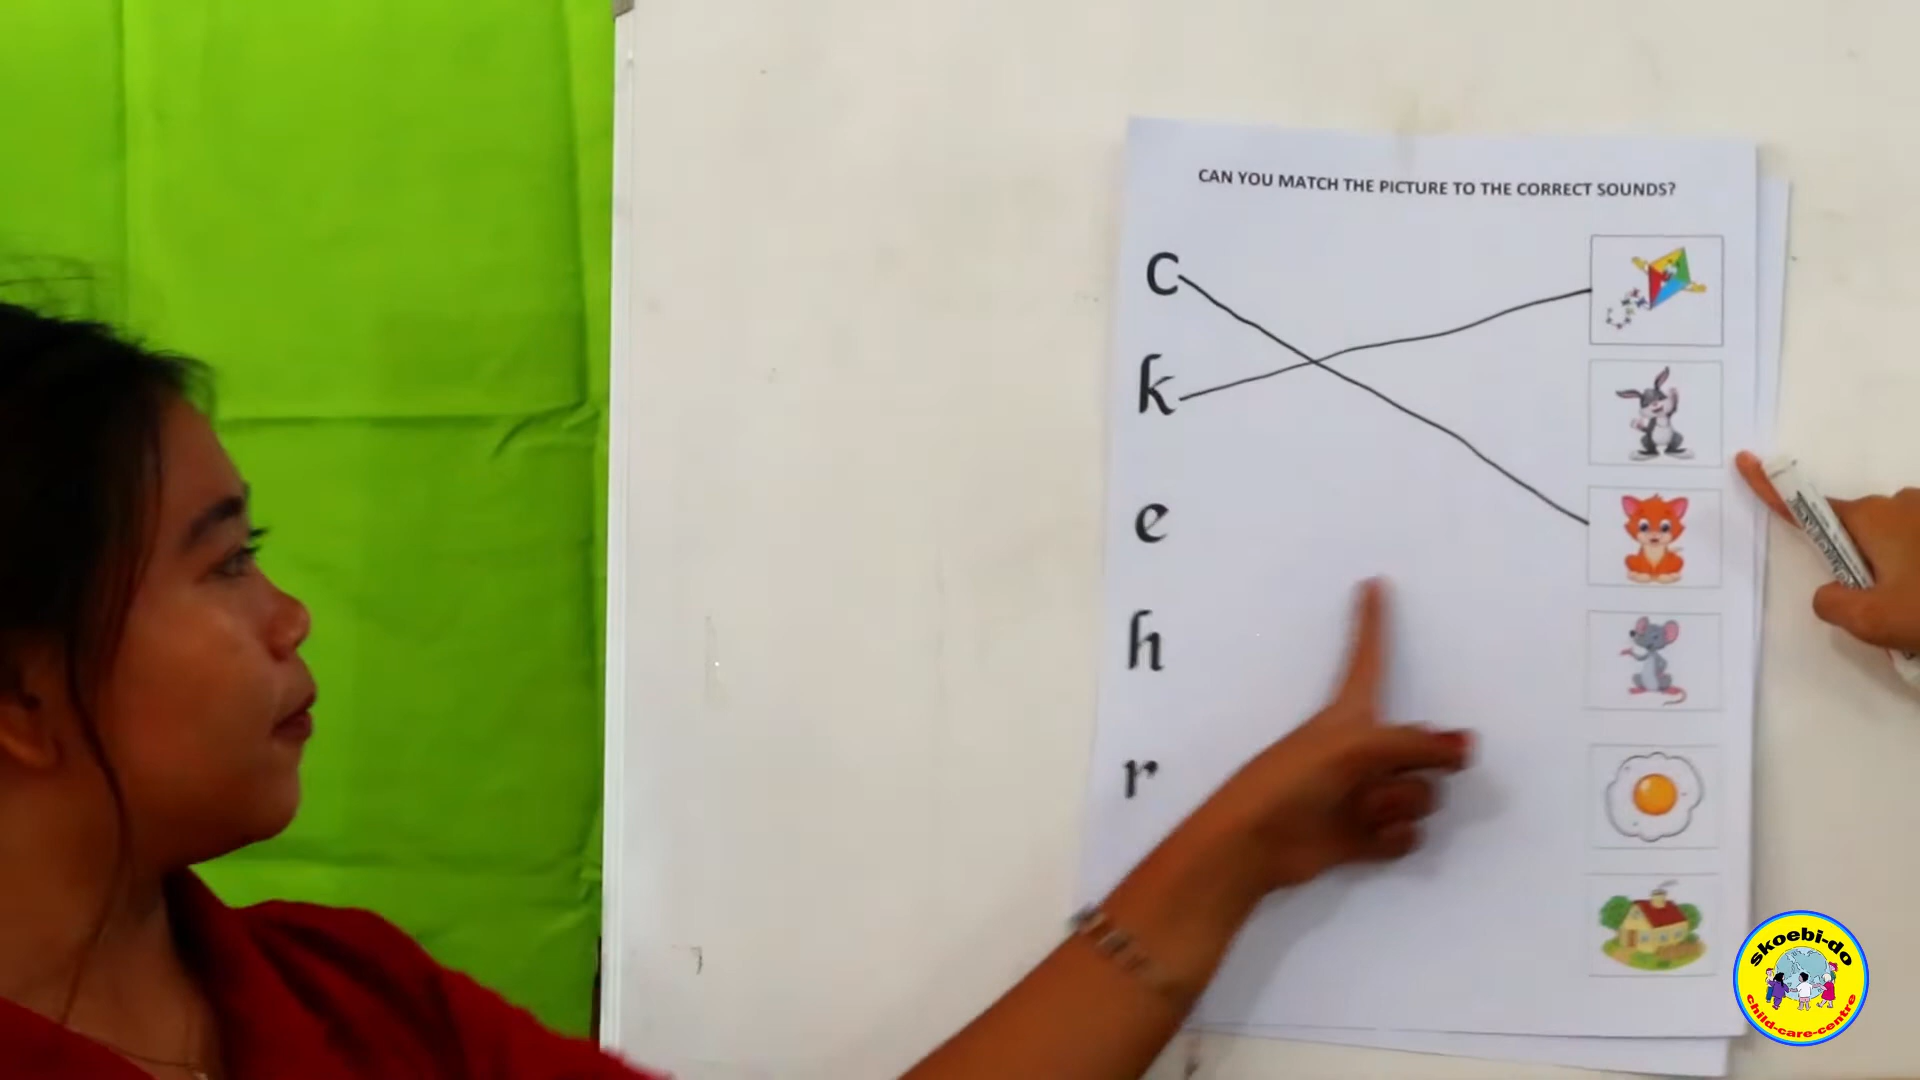 CAN YOU MATCH THE PICTURE TO THE CORRECT SOUNDS?
c
k
e
h
r
skoebi-do
child-care-centre